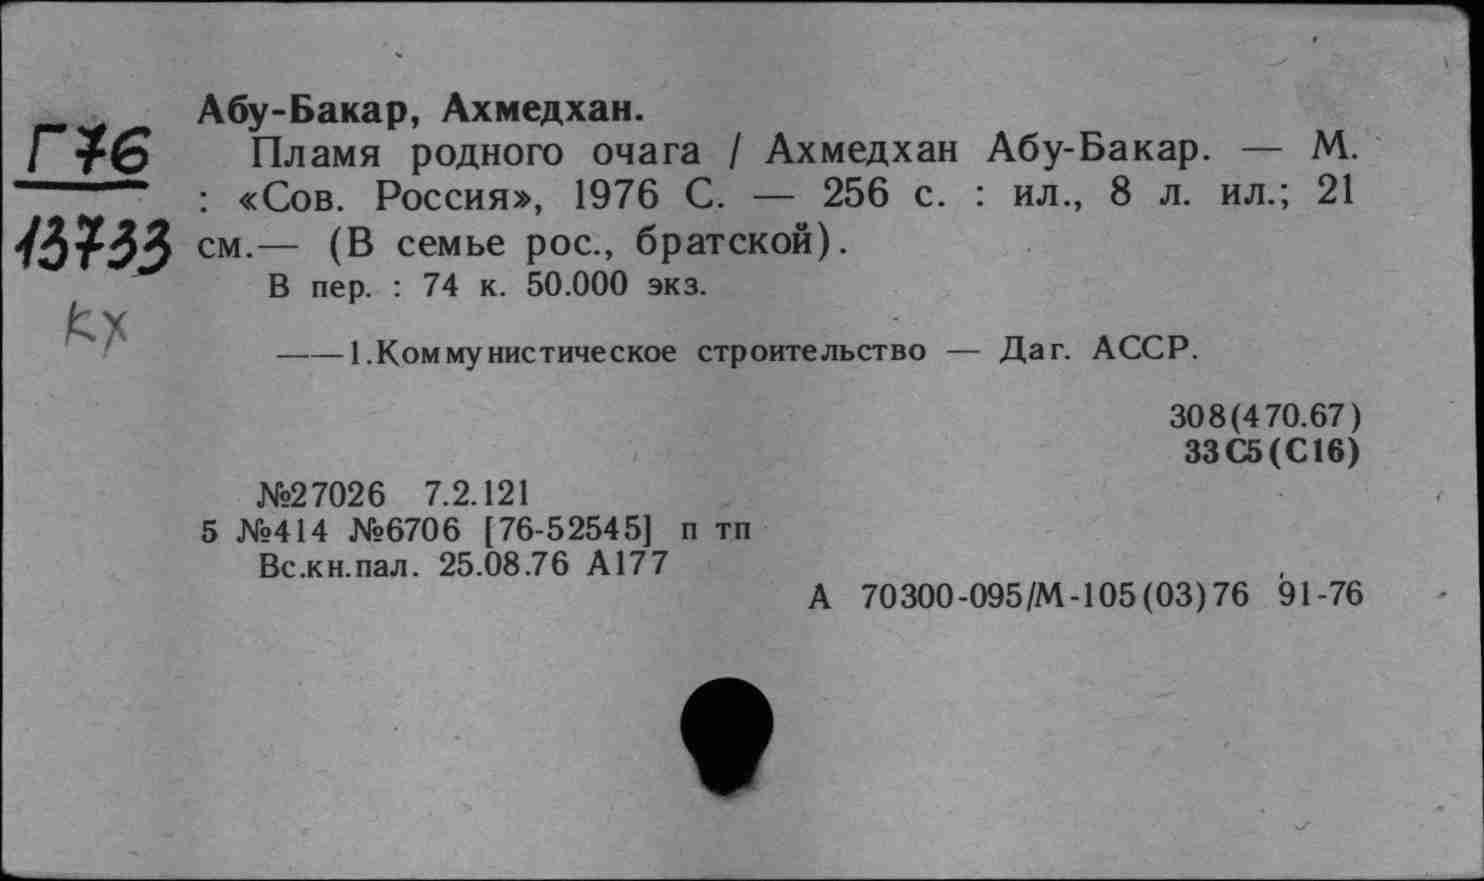 Абу-Бакар, Ахмедхан.
Г76
Пламя родного очага / Ахмедхан Абу-Бакар. — М.
: «Сов. Россия», 1976 С. — 256 с. : ил., 8 л. ил.; 21
13733
см.— (В семье рос., братской).
В пер. : 74 к. 50.000 экз.
кх
——1.Коммунистическое строительство — Даг. АССР.
308(470.67)
33С5(С16)
№27026 7.2.121
5 №414 №6706 [76-52545] п тп
Вс.кн.пал. 25.08.76 А177
А 70300-095/М-105(03)76 91-76